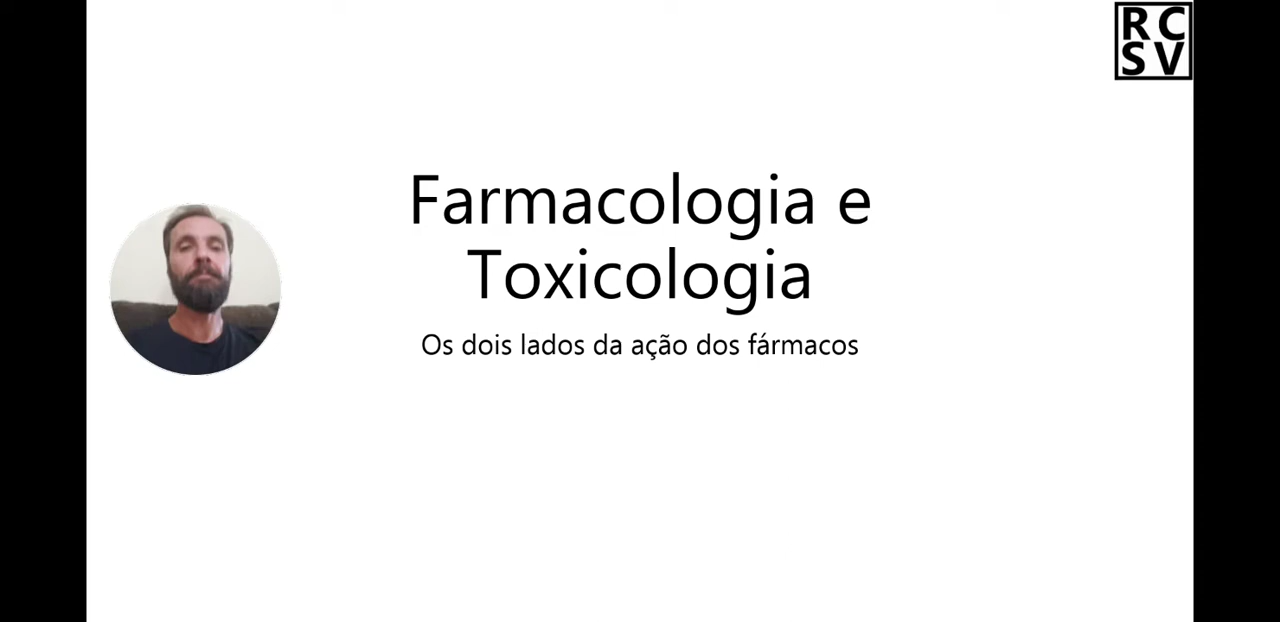 RC
SV
Farmacologia e
Toxicologia
Os dois lados da ação dos fármacos